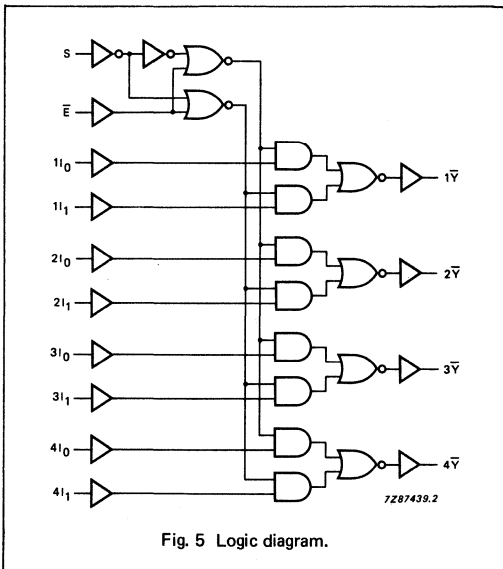 S
E̅
1I₀
1I₁
1Y̅
2I₀
2I₁
2Y̅
3I₀
3I₁
3Y̅
4I₀
4I₁
4Y̅
7Z87439.2
Fig. 5 Logic diagram.